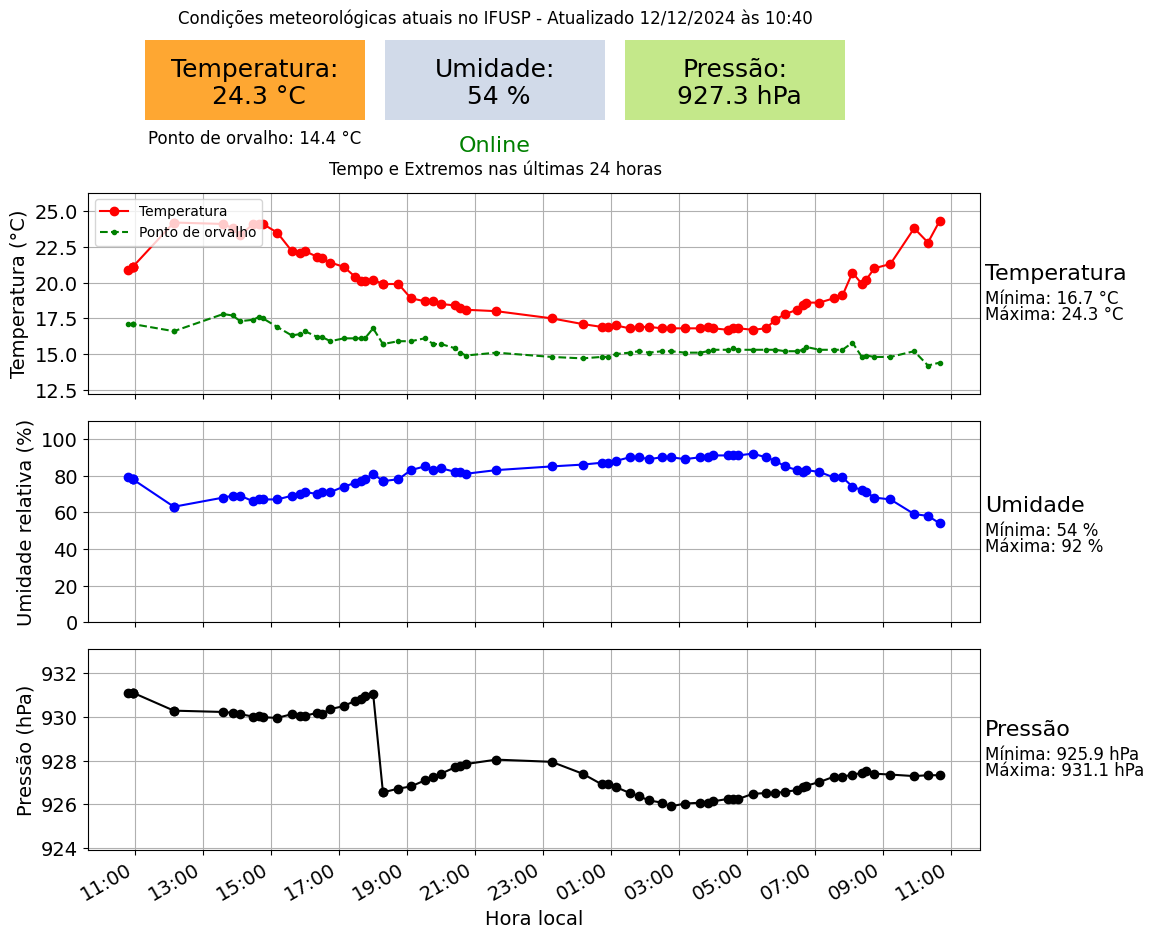 Condições meteorológicas atuais no IFUSP - Atualizado 12/12/2024 às 10:40
Temperatura:
24.3 °C
Umidade:
54 %
Pressão:
927.3 hPa
Ponto de orvalho: 14.4 °C
Online
Tempo e Extremos nas últimas 24 horas
Temperatura (°C)
25.0
22.5
20.0
17.5
15.0
12.5
Temperatura
Ponto de orvalho
Temperatura
Mínima: 16.7 °C
Máxima: 24.3 °C
Umidade relativa (%)
100
80
60
40
20
0
Umidade
Mínima: 54 %
Máxima: 92 %
Pressão (hPa)
932
930
928
926
924
Pressão
Mínima: 925.9 hPa
Máxima: 931.1 hPa
11:00 13:00 15:00 17:00 19:00 21:00 23:00 01:00 03:00 05:00 07:00 09:00 11:00
Hora local